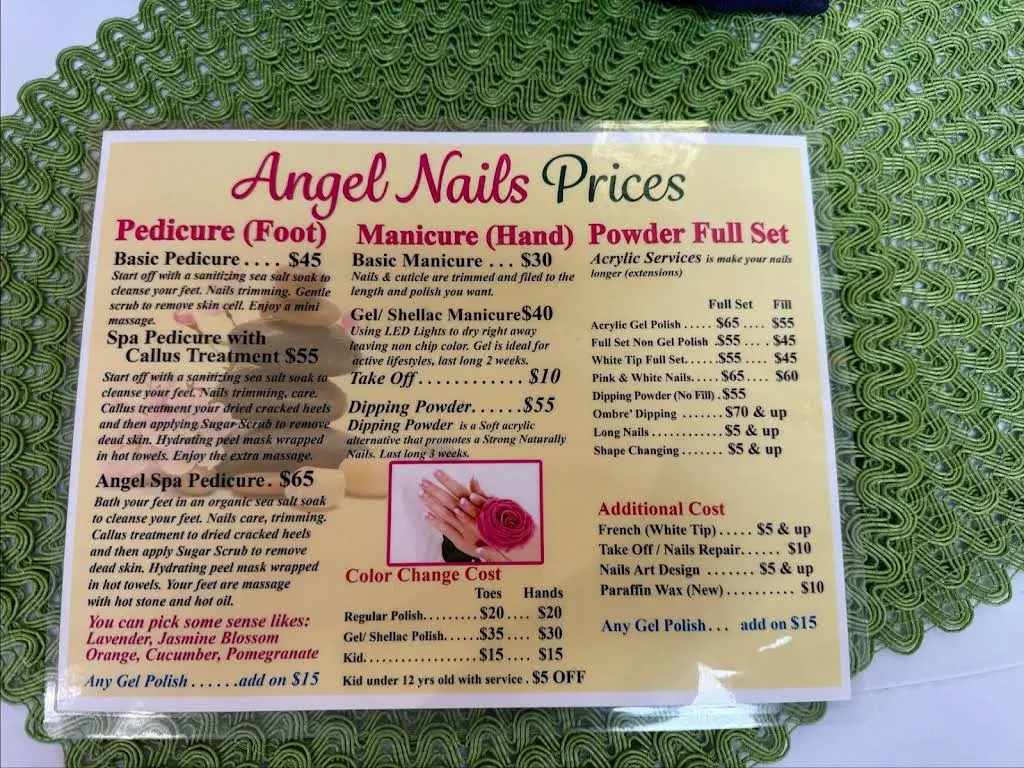 Angel Nails Prices
Pedicure (Foot)
Basic Pedicure .... $45
Start off with a sanitizing sea salt soak to
cleanse your feet. Nails trimming. Gentle
scrub to remove skin cell. Enjoy a mini
massage.
Spa Pedicure with
Callus Treatment $55
Start off with a sanitizing sea salt soak to
cleanse your feet. Nails trimming, care.
Callus treatment your dried cracked heels
and then applying Sugar Scrub to remove
dead skin. Hydrating peel mask wrapped
in hot towels. Enjoy the extra massage.
Angel Spa Pedicure. $65
Bath your feet in an organic sea salt soak
to cleanse your feet. Nails care, trimming.
Callus treatment to dried cracked heels
and then apply Sugar Scrub to remove
dead skin. Hydrating peel mask wrapped
in hot towels. Your feet are massage
with hot stone and hot oil.
You can pick some sense likes:
Lavender, Jasmine Blossom
Orange, Cucumber, Pomegranate
Any Gel Polish ......add on $15
Manicure (Hand)
Basic Manicure ... $30
Nails & cuticle are trimmed and filed to the
length and polish you want.
Gel/ Shellac Manicure$40
Using LED Lights to dry right away
leaving non chip color. Gel is ideal for
active lifestyles, last long 2 weeks.
Take Off............ $10
Dipping Powder......$55
Dipping Powder is a Soft acrylic
alternative that promotes a Strong Naturally
Nails. Last long 3 weeks.
Color Change Cost
Toes Hands
Regular Polish......... $20 .... $20
Gel/ Shellac Polish......$35 .... $30
Kid.................. $15 .... $15
Kid under 12 yrs old with service . $5 OFF
Powder Full Set
Acrylic Services is make your nails
longer (extensions)
Full Set Fill
Acrylic Gel Polish ..... $65 .... $55
Full Set Non Gel Polish .$55 .... $45
White Tip Full Set......$55 .... $45
Pink & White Nails.....$65.... $60
Dipping Powder (No Fill) .$55
Ombre' Dipping ....... $70 & up
Long Nails ............ $5 & up
Shape Changing ....... $5 & up
Additional Cost
French (White Tip) ..... $5 & up
Take Off / Nails Repair...... $10
Nails Art Design ....... $5 & up
Paraffin Wax (New) .......... $10
Any Gel Polish... add on $15